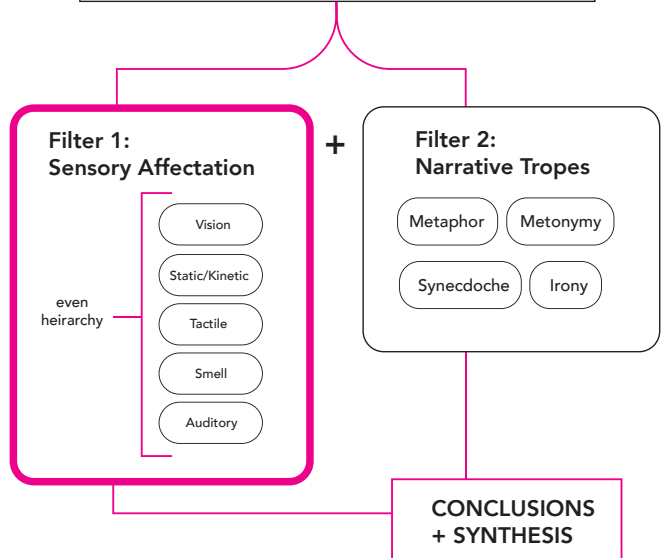 Filter 1:
Sensory Affectation
even
heirarchy
Vision
Static/Kinetic
Tactile
Smell
Auditory
+
Filter 2:
Narrative Tropes
Metaphor
Metonymy
Synecdoche
Irony
CONCLUSIONS
+ SYNTHESIS